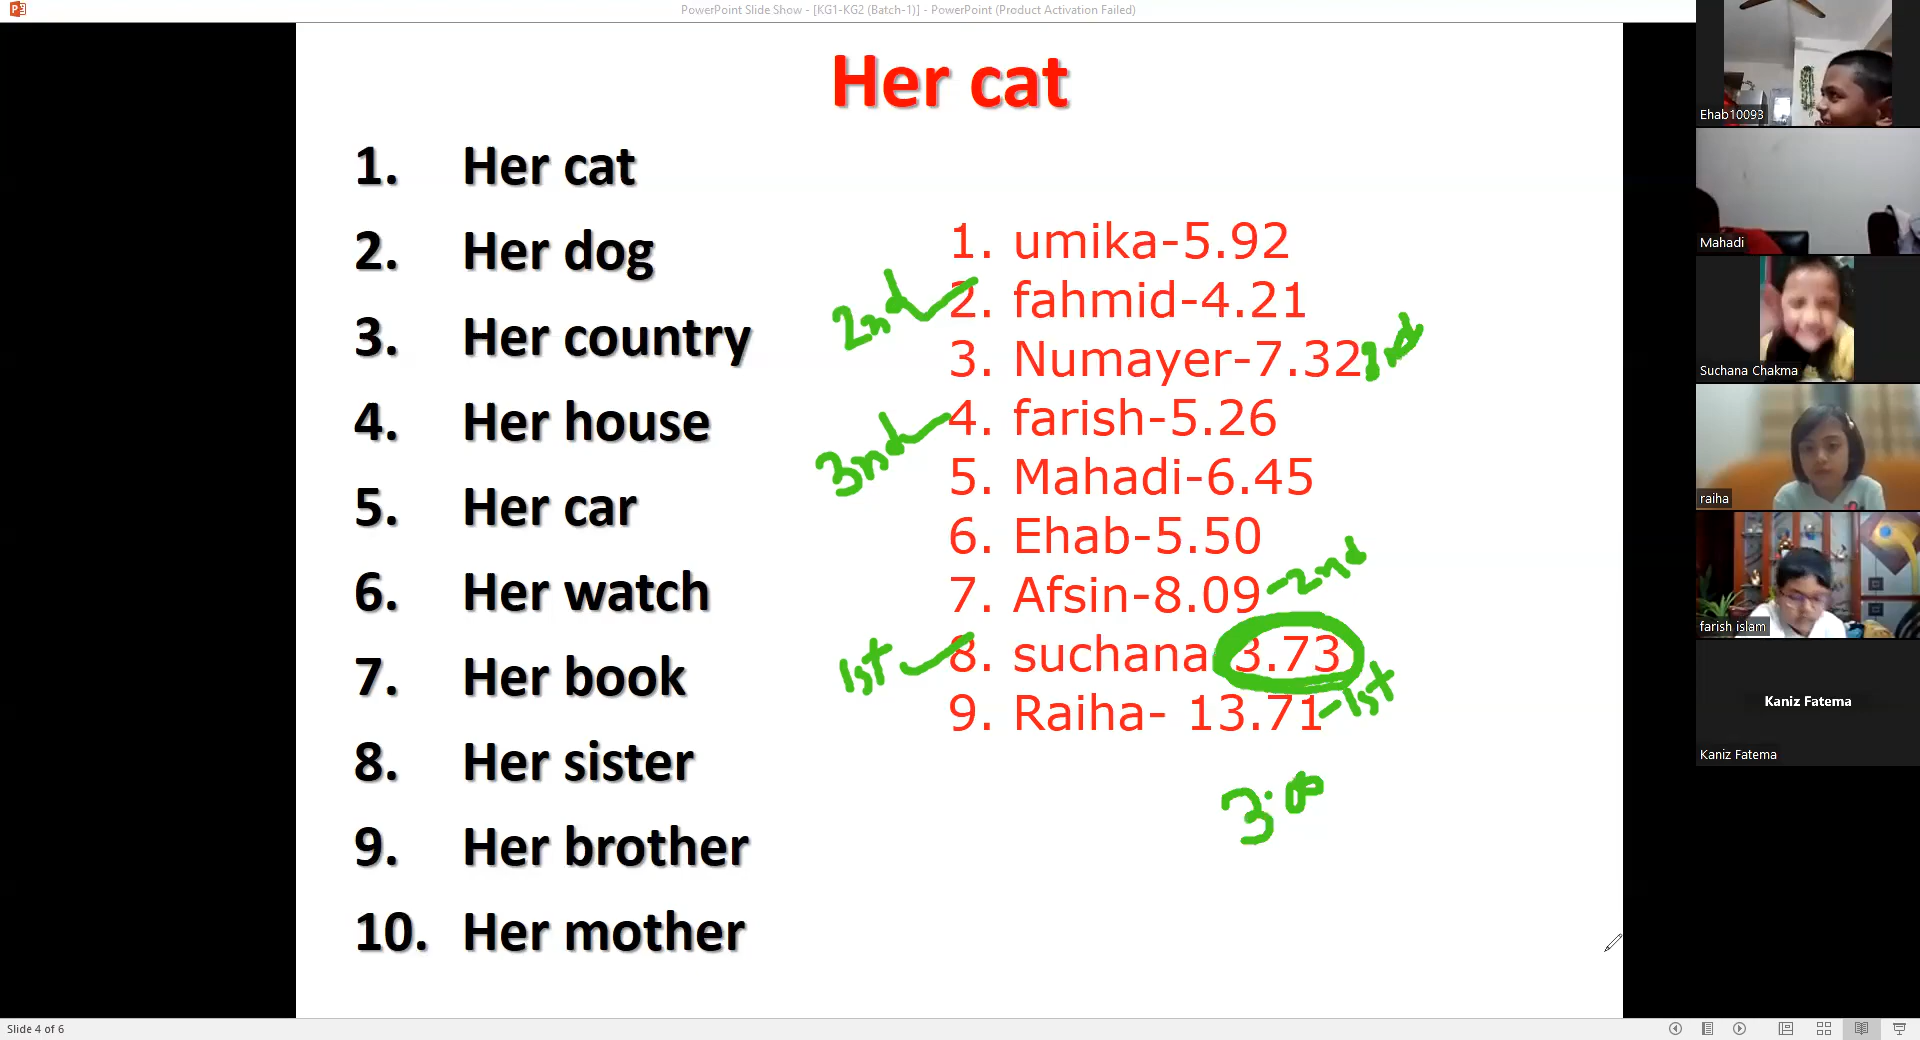 PowerPoint Slide Show - [KG1-KG2 (Batch-1)] - PowerPoint (Product Activation Failed)
Her cat
1. Her cat
2. Her dog
3. Her country
4. Her house
5. Her car
6. Her watch
7. Her book
8. Her sister
9. Her brother
10. Her mother
1. umika-5.92
2nd 2. fahmid-4.21
3. Numayer-7.32
3nd 4. farish-5.26
5. Mahadi-6.45
6. Ehab-5.50
7. Afsin-8.09 -2nd
1st 8. suchana 3.73
9. Raiha- 13.71 -1st
Ehab10093
Mahadi
Suchana Chakma
raiha
farish islam
Kaniz Fatema
Kaniz Fatema
Slide 4 of 6